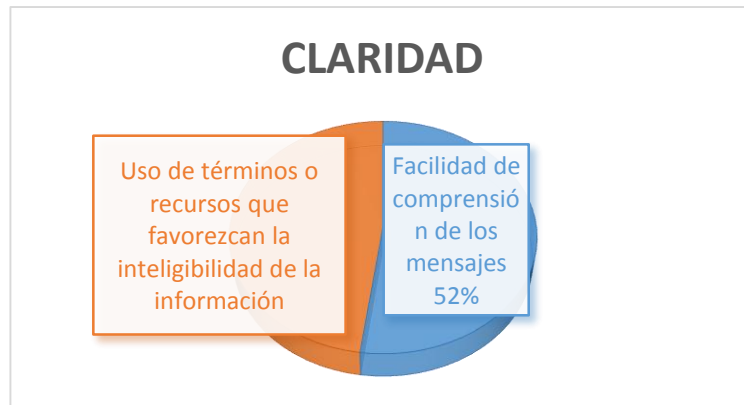 CLARIDAD
Uso de términos o
recursos que
favorezcan la
inteligibilidad de la
información
Facilidad de
comprensió
n de los
mensajes
52%